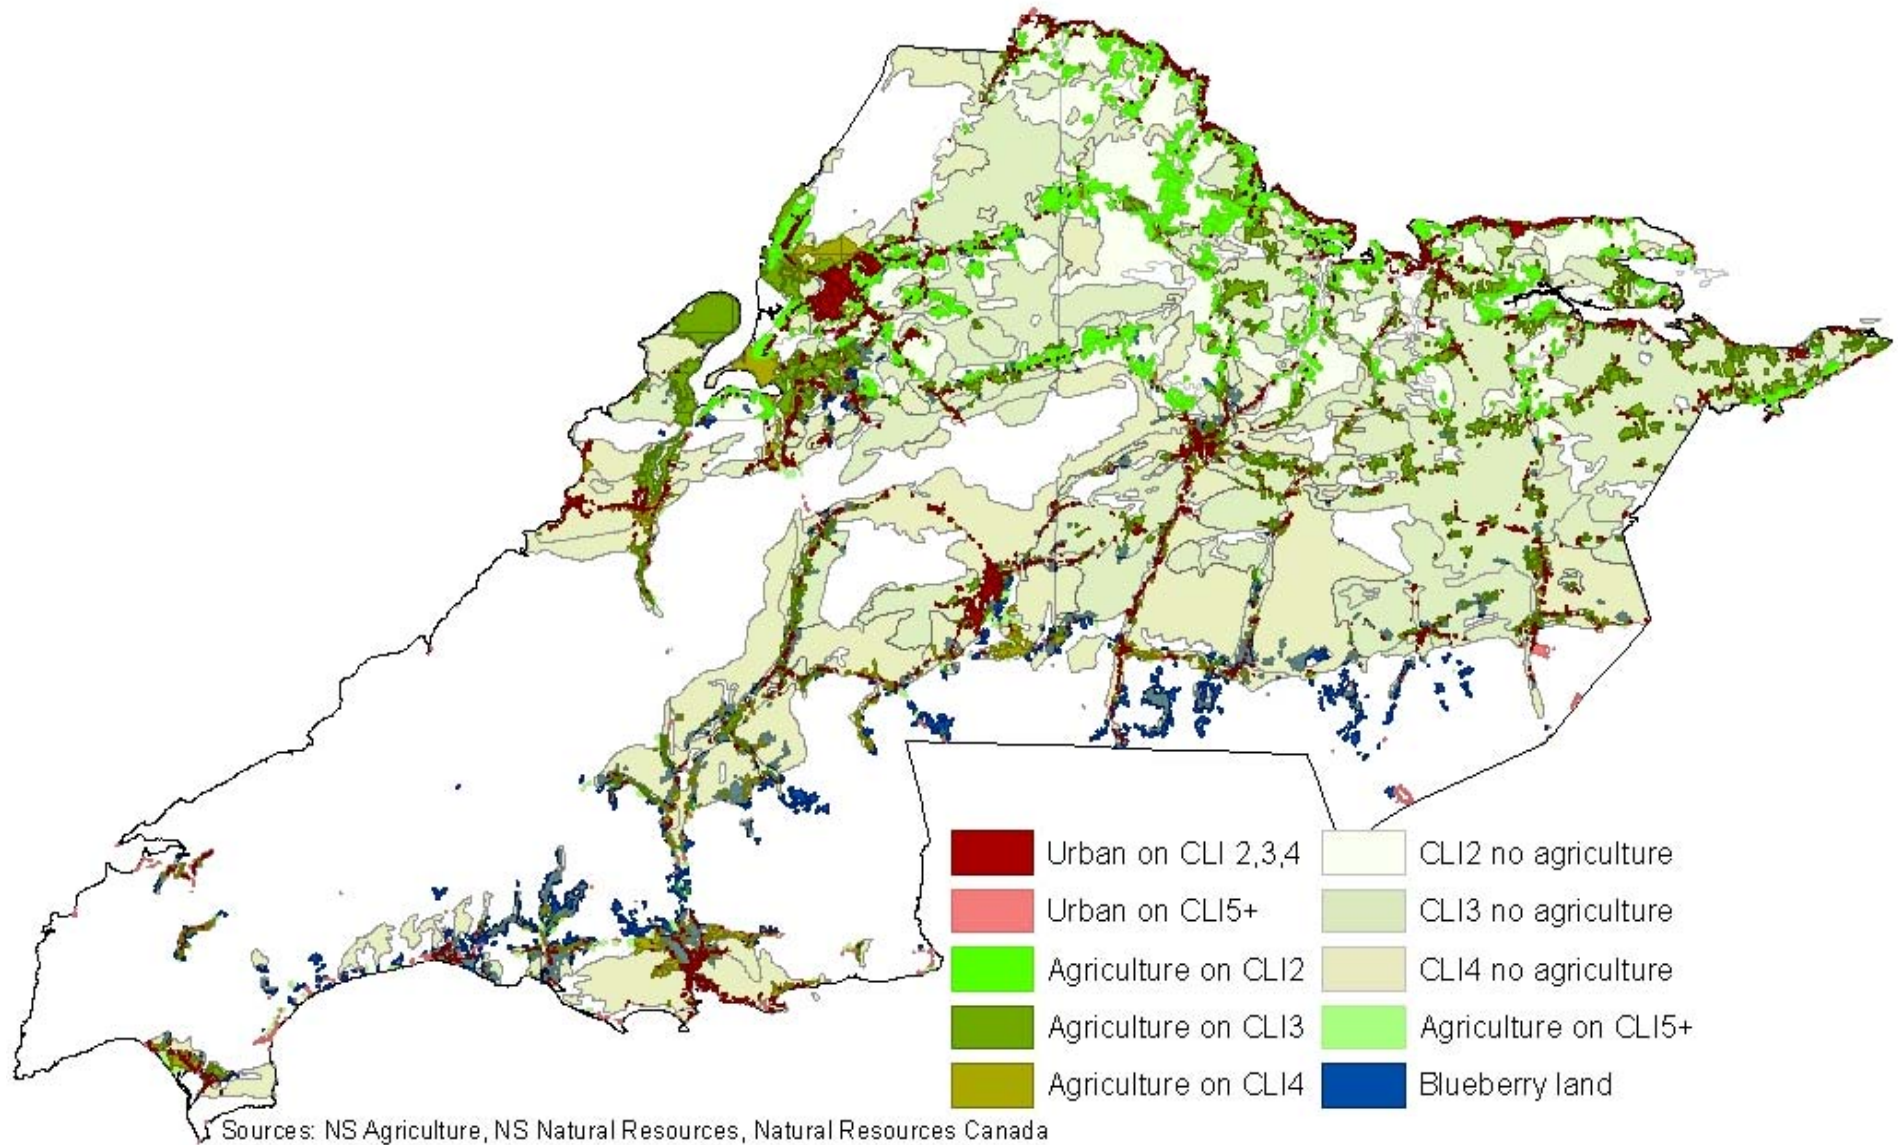 Urban on CLI 2,3,4
Urban on CLI5+
Agriculture on CLI2
Agriculture on CLI3
Agriculture on CLI4
CLI2 no agriculture
CLI3 no agriculture
CLI4 no agriculture
Agriculture on CLI5+
Blueberry land
Sources: NS Agriculture, NS Natural Resources, Natural Resources Canada